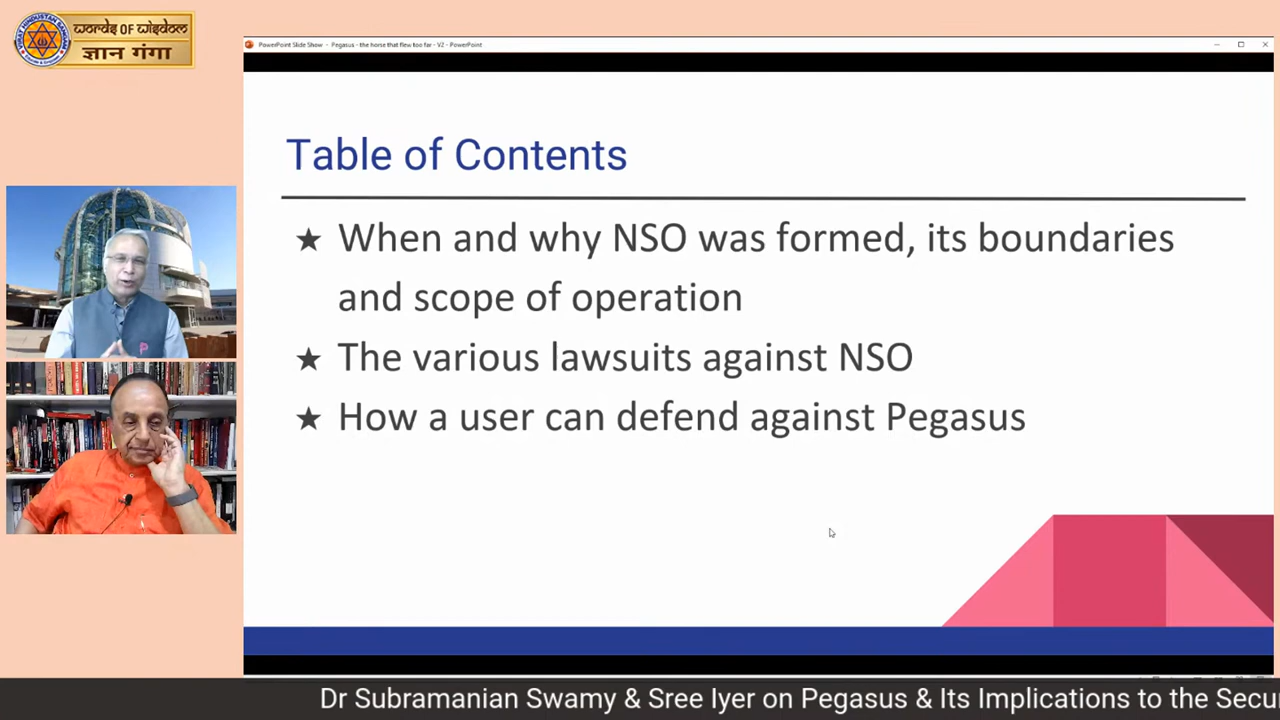 WORDS OF WISDOM
ज्ञान गंगा
PowerPoint Slide Show - Pegasus - the horse that flew too far - V2 - PowerPoint
Table of Contents
★ When and why NSO was formed, its boundaries
and scope of operation
★ The various lawsuits against NSO
★ How a user can defend against Pegasus
Dr Subramanian Swamy & Sree Iyer on Pegasus & Its Implications to the Secu